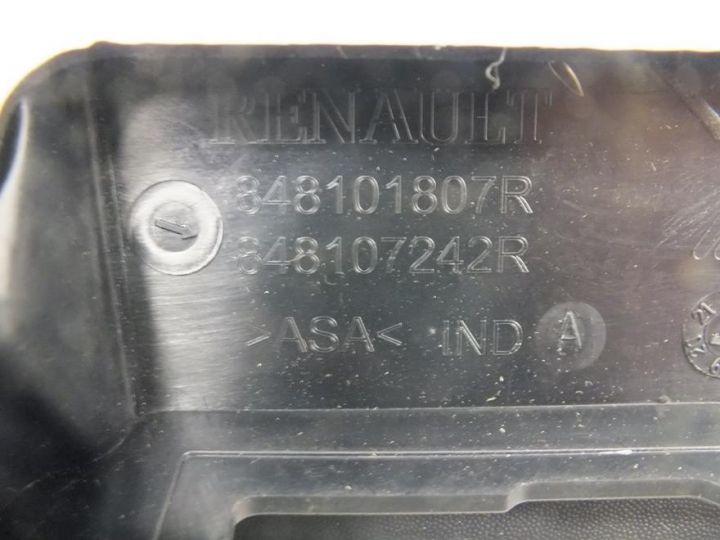 RENAULT
848101807R
848107242R
>ASA< IND A